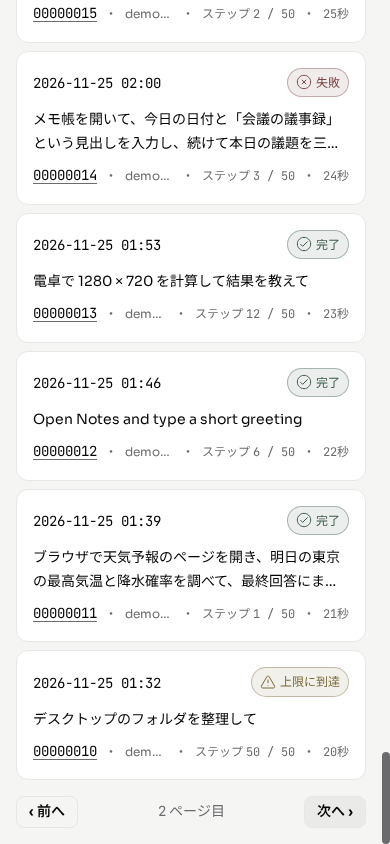 00000015 ・ demo... ・ ステップ 2 / 50 ・ 25秒
2026-11-25 02:00 失敗
メモ帳を開いて、今日の日付と「会議の議事録」
という見出しを入力し、続けて本日の議題を三...
00000014 ・ demo... ・ ステップ 3 / 50 ・ 24秒
2026-11-25 01:53 完了
電卓で 1280 × 720 を計算して結果を教えて
00000013 ・ dem... ・ ステップ 12 / 50 ・ 23秒
2026-11-25 01:46 完了
Open Notes and type a short greeting
00000012 ・ demo... ・ ステップ 6 / 50 ・ 22秒
2026-11-25 01:39 完了
ブラウザで天気予報のページを開き、明日の東京
の最高気温と降水確率を調べて、最終回答にま...
00000011 ・ demo... ・ ステップ 1 / 50 ・ 21秒
2026-11-25 01:32 上限に到達
デスクトップのフォルダを整理して
00000010 ・ dem... ・ ステップ 50 / 50 ・ 20秒
‹ 前へ 2 ページ目 次へ ›